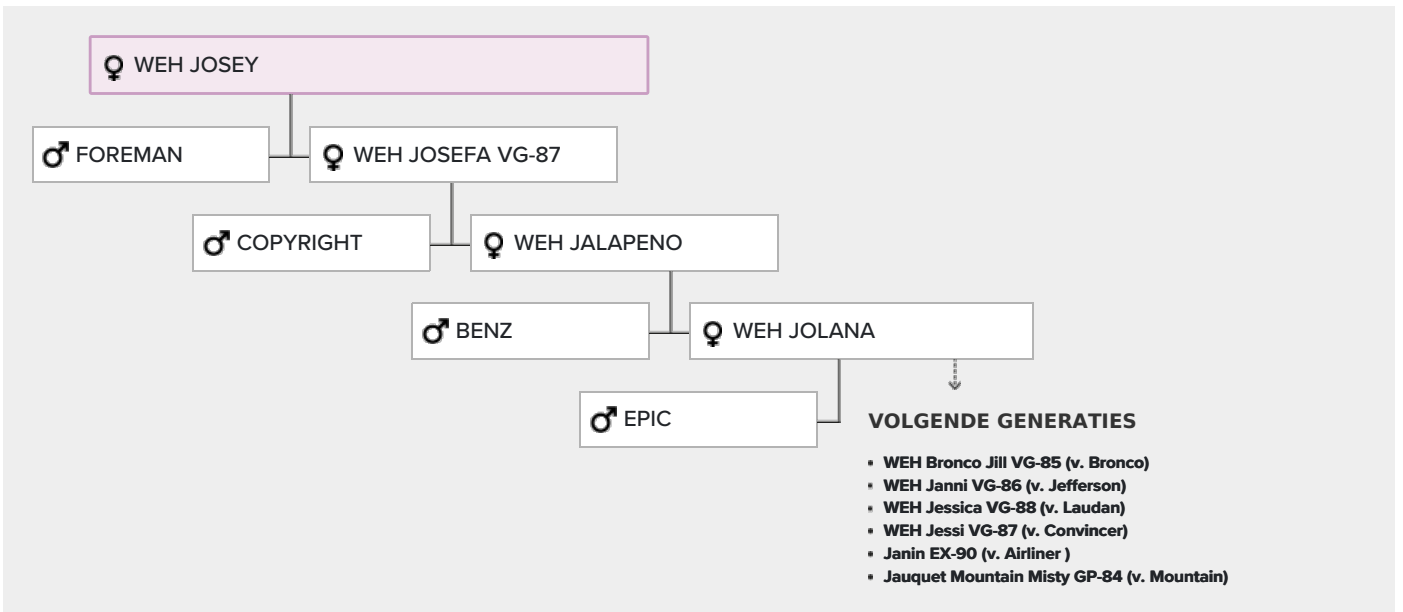 WEH JOSEY
FOREMAN
WEH JOSEFA VG-87
COPYRIGHT
WEH JALAPENO
BENZ
WEH JOLANA
EPIC
VOLGENDE GENERATIES
• WEH Bronco Jill VG-85 (v. Bronco)
• WEH Janni VG-86 (v. Jefferson)
• WEH Jessica VG-88 (v. Laudan)
• WEH Jessi VG-87 (v. Convincer)
• Janin EX-90 (v. Airliner )
• Jauquet Mountain Misty GP-84 (v. Mountain)